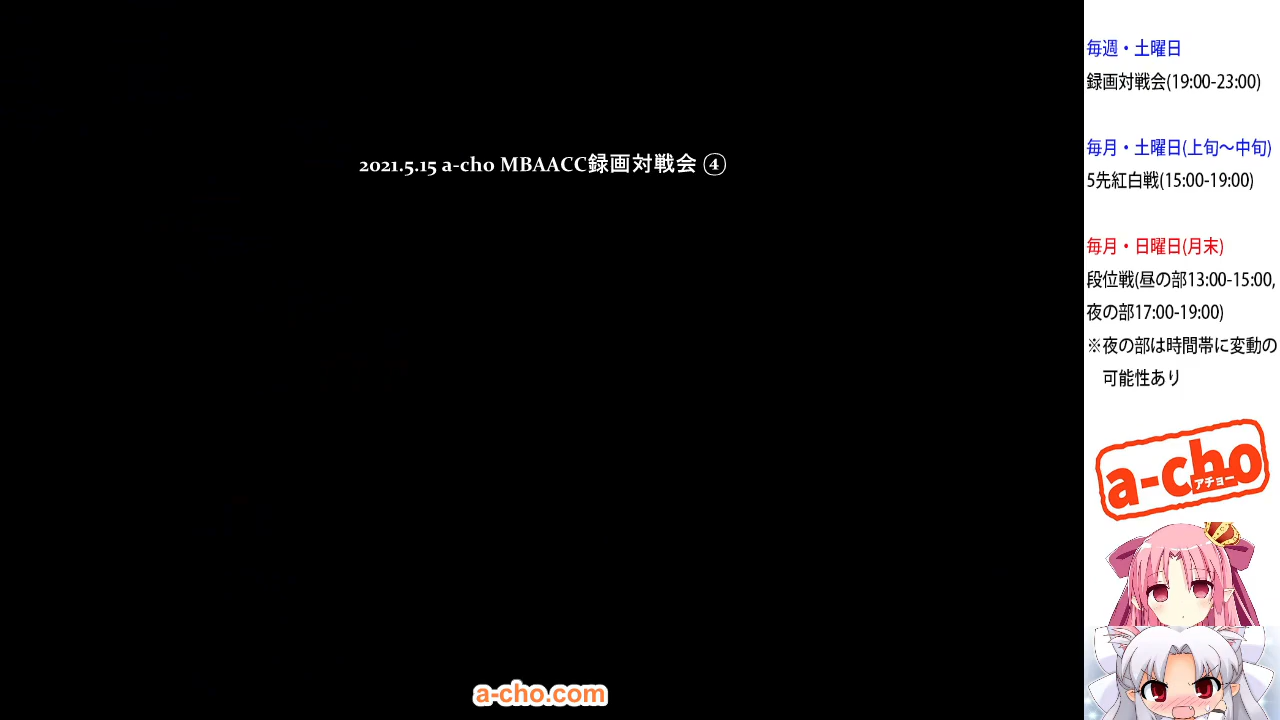 2021.5.15 a-cho MBAACC録画対戦会 ④
毎週・土曜日
録画対戦会(19:00-23:00)
毎月・土曜日(上旬～中旬)
5先紅白戦(15:00-19:00)
毎月・日曜日(月末)
段位戦(昼の部13:00-15:00,
夜の部17:00-19:00)
※夜の部は時間帯に変動の
可能性あり
a-cho
アチョー
a-cho.com